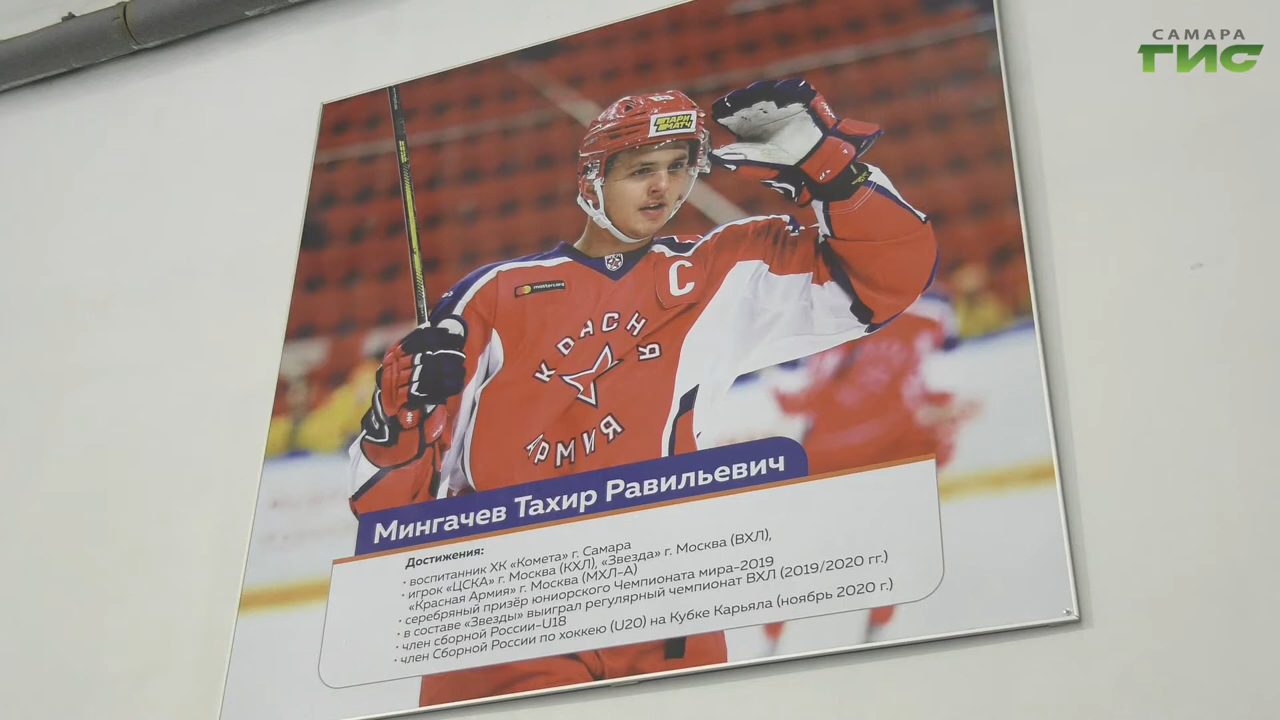 САМАРА
ГИС
ПАРИ
МАТЧ
mastercard
C
КРАСНАЯ
АРМИЯ
Мингачев Тахир Равильевич
Достижения:
· воспитанник ХК «Комета» г. Самара
· игрок «ЦСКА» г. Москва (КХЛ), «Звезда» г. Москва (ВХЛ),
«Красная Армия» г. Москва (МХЛ-А)
· серебряный призёр юниорского Чемпионата мира-2019
· в составе «Звезды» выиграл регулярный чемпионат ВХЛ (2019/2020 гг.)
· член сборной России-U18
· член Сборной России по хоккею (U20) на Кубке Карьяла (ноябрь 2020 г.)